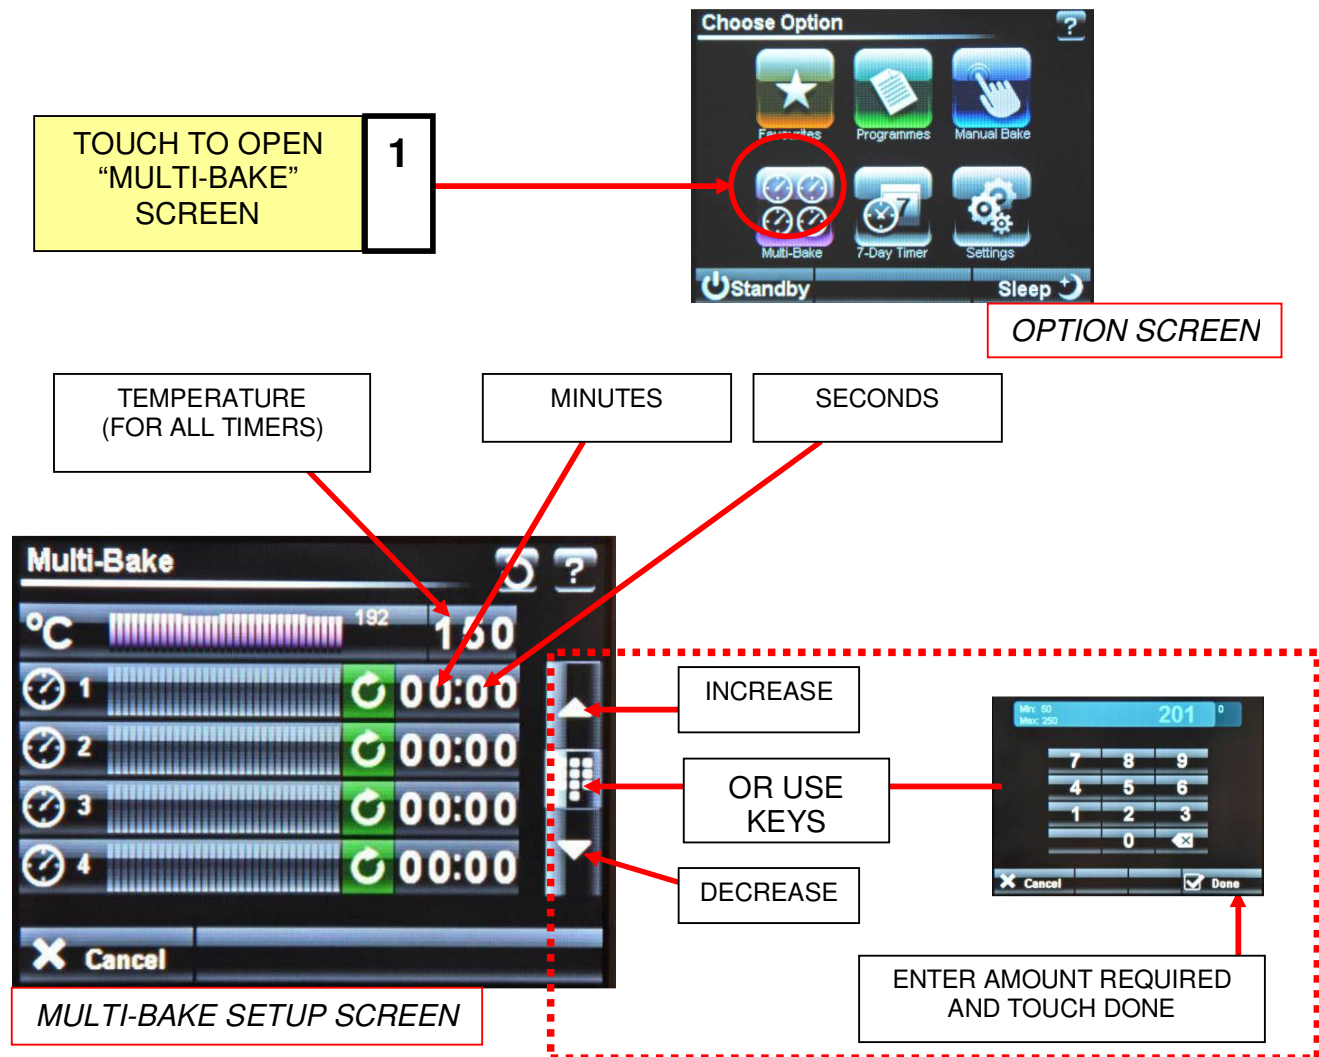 Choose Option
?
TOUCH TO OPEN
“MULTI-BAKE”
SCREEN
1
Favourites
Programmes
Manual Bake
7
Multi-Bake
7-Day Timer
Settings
Standby
Sleep
OPTION SCREEN
TEMPERATURE
(FOR ALL TIMERS)
MINUTES
SECONDS
Multi-Bake
?
°C
192
1
00:00
2
00:00
3
00:00
4
00:00
Cancel
MULTI-BAKE SETUP SCREEN
INCREASE
OR USE
KEYS
DECREASE
Min: 50
Max: 250
201
0
7 8 9
4 5 6
1 2 3
0
Cancel
Done
ENTER AMOUNT REQUIRED
AND TOUCH DONE